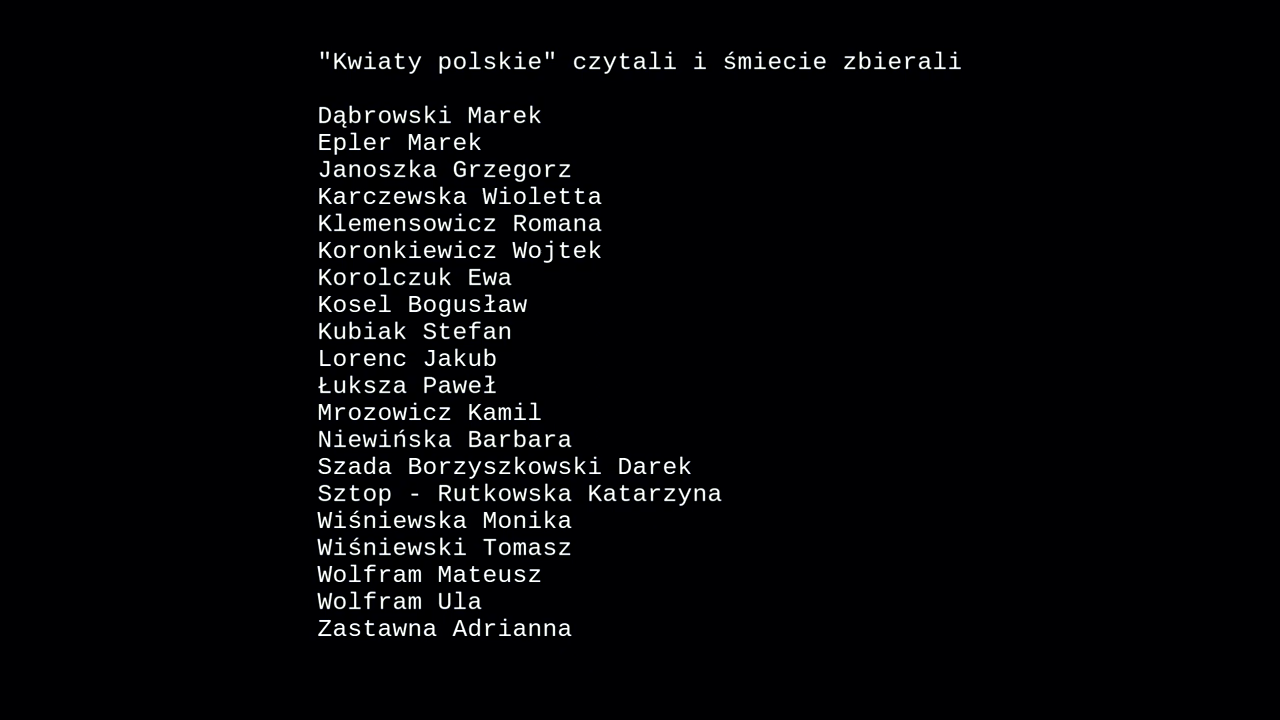 "Kwiaty polskie" czytali i śmiecie zbierali
Dąbrowski Marek
Epler Marek
Janoszka Grzegorz
Karczewska Wioletta
Klemensowicz Romana
Koronkiewicz Wojtek
Korolczuk Ewa
Kosel Bogusław
Kubiak Stefan
Lorenc Jakub
Łuksza Paweł
Mrozowicz Kamil
Niewińska Barbara
Szada Borzyszkowski Darek
Sztop - Rutkowska Katarzyna
Wiśniewska Monika
Wiśniewski Tomasz
Wolfram Mateusz
Wolfram Ula
Zastawna Adrianna